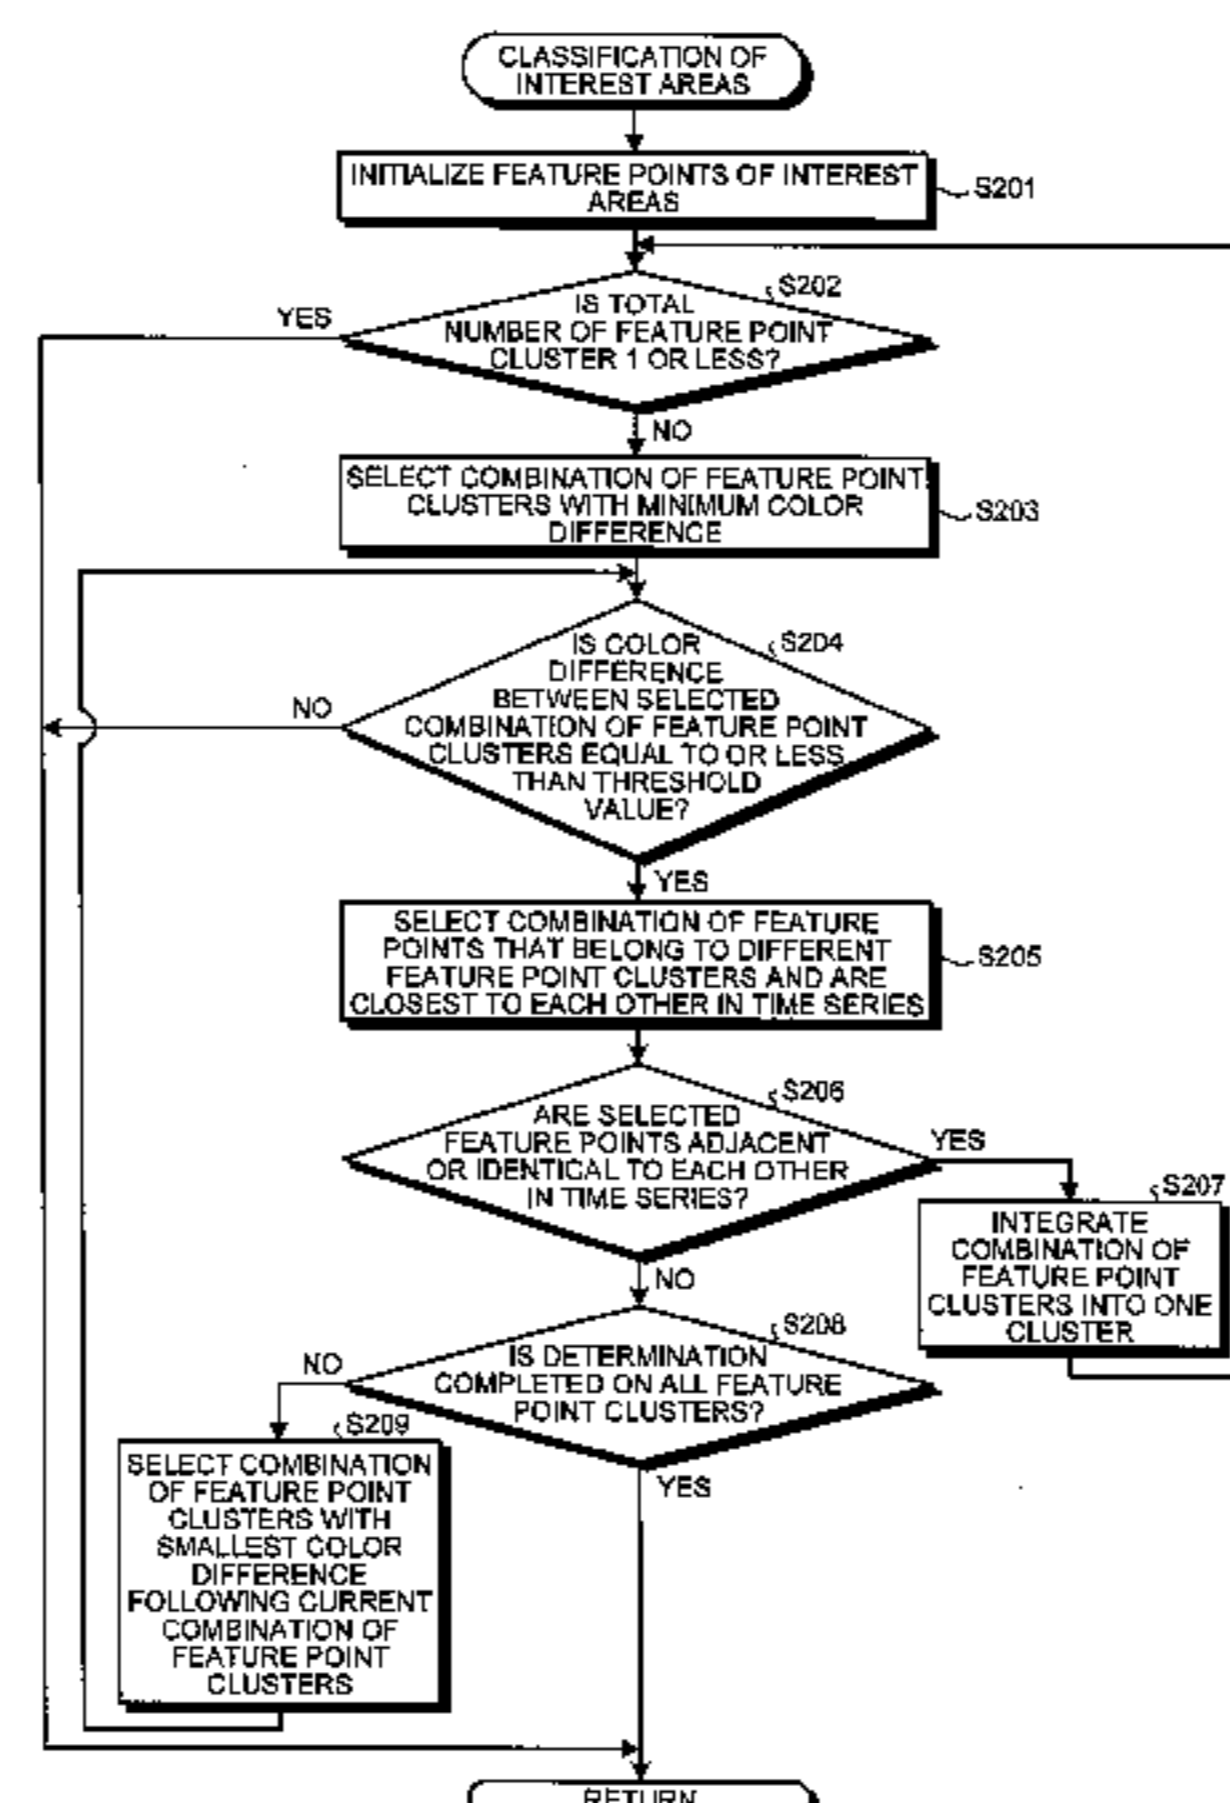 CLASSIFICATION OF
INTEREST AREAS
INITIALIZE FEATURE POINTS OF INTEREST
AREAS
S201
S202
IS TOTAL
NUMBER OF FEATURE POINT
CLUSTER 1 OR LESS?
YES
NO
SELECT COMBINATION OF FEATURE POINT
CLUSTERS WITH MINIMUM COLOR
DIFFERENCE
S203
S204
IS COLOR
DIFFERENCE
BETWEEN SELECTED
COMBINATION OF FEATURE POINT
CLUSTERS EQUAL TO OR LESS
THAN THRESHOLD
VALUE?
NO
YES
SELECT COMBINATION OF FEATURE
POINTS THAT BELONG TO DIFFERENT
FEATURE POINT CLUSTERS AND ARE
CLOSEST TO EACH OTHER IN TIME SERIES
S205
S206
ARE SELECTED
FEATURE POINTS ADJACENT
OR IDENTICAL TO EACH OTHER
IN TIME SERIES?
YES
S207
INTEGRATE
COMBINATION OF
FEATURE POINT
CLUSTERS INTO ONE
CLUSTER
NO
S208
IS DETERMINATION
COMPLETED ON ALL FEATURE
POINT CLUSTERS?
NO
S209
SELECT COMBINATION
OF FEATURE POINT
CLUSTERS WITH
SMALLEST COLOR
DIFFERENCE
FOLLOWING CURRENT
COMBINATION OF
FEATURE POINT
CLUSTERS
YES
RETURN